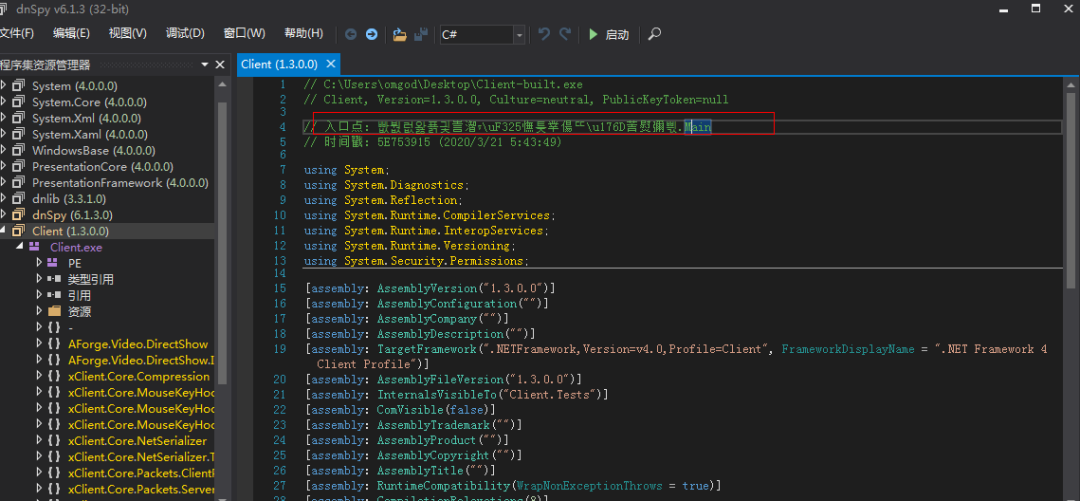 dnSpy v6.1.3 (32-bit)
文件(F) 编辑(E) 视图(V) 调试(D) 窗口(W) 帮助(H) C# 启动
程序集资源管理器
System (4.0.0.0)
System.Core (4.0.0.0)
System.Xml (4.0.0.0)
System.Xaml (4.0.0.0)
WindowsBase (4.0.0.0)
PresentationCore (4.0.0.0)
PresentationFramework (4.0.0.0)
dnlib (3.3.1.0)
dnSpy (6.1.3.0)
Client (1.3.0.0)
Client.exe
PE
类型引用
引用
资源
{ } -
{ } AForge.Video.DirectShow
{ } AForge.Video.DirectShow.I
{ } xClient.Core.Compression
{ } xClient.Core.MouseKeyHoo
{ } xClient.Core.MouseKeyHoo
{ } xClient.Core.MouseKeyHoo
{ } xClient.Core.NetSerializer
{ } xClient.Core.NetSerializer.T
{ } xClient.Core.Packets.ClientP
{ } xClient.Core.Packets.Server
Client (1.3.0.0)
1 // C:\Users\omgod\Desktop\Client-built.exe
2 // Client, Version=1.3.0.0, Culture=neutral, PublicKeyToken=null
3
4 // 入口点: \uF325 \u176D .Main
5 // 时间戳: 5E753915 (2020/3/21 5:43:49)
6
7 using System;
8 using System.Diagnostics;
9 using System.Reflection;
10 using System.Runtime.CompilerServices;
11 using System.Runtime.InteropServices;
12 using System.Runtime.Versioning;
13 using System.Security.Permissions;
14
15 [assembly: AssemblyVersion("1.3.0.0")]
16 [assembly: AssemblyConfiguration("")]
17 [assembly: AssemblyCompany("")]
18 [assembly: AssemblyDescription("")]
19 [assembly: TargetFramework(".NETFramework,Version=v4.0,Profile=Client", FrameworkDisplayName = ".NET Framework 4
Client Profile")]
20 [assembly: AssemblyFileVersion("1.3.0.0")]
21 [assembly: InternalsVisibleTo("Client.Tests")]
22 [assembly: ComVisible(false)]
23 [assembly: AssemblyTrademark("")]
24 [assembly: AssemblyProduct("")]
25 [assembly: AssemblyCopyright("")]
26 [assembly: AssemblyTitle("")]
27 [assembly: RuntimeCompatibility(WrapNonExceptionThrows = true)]
28 [assembly: CompilationRelaxations(8)]